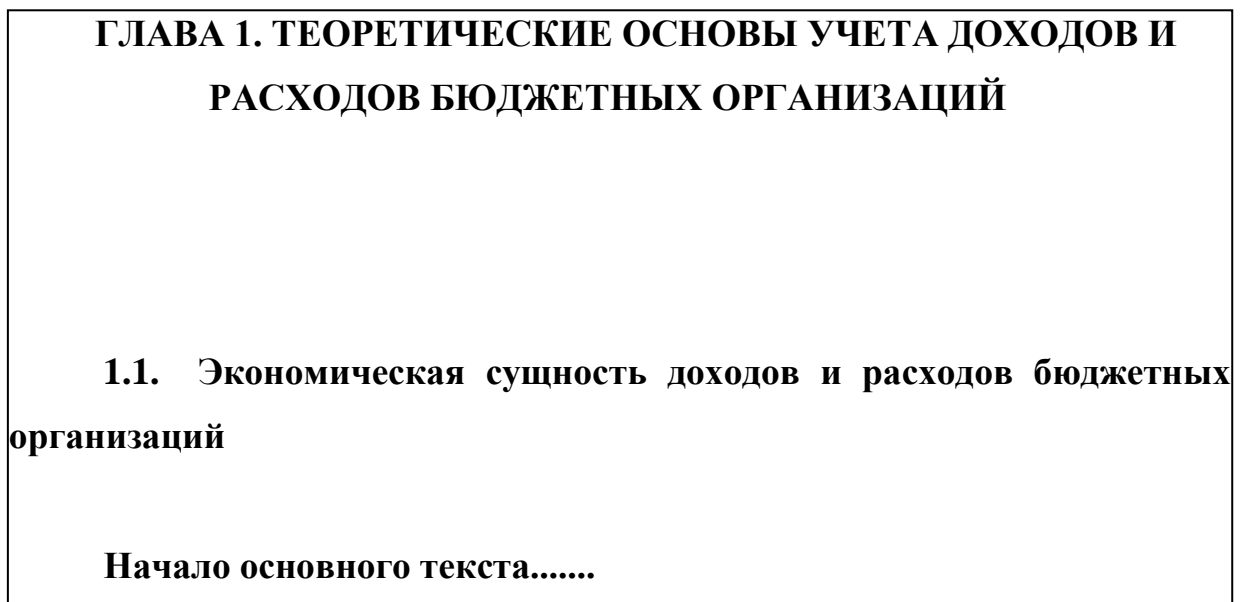 ГЛАВА 1. ТЕОРЕТИЧЕСКИЕ ОСНОВЫ УЧЕТА ДОХОДОВ И
РАСХОДОВ БЮДЖЕТНЫХ ОРГАНИЗАЦИЙ
1.1. Экономическая сущность доходов и расходов бюджетных
организаций
Начало основного текста.......